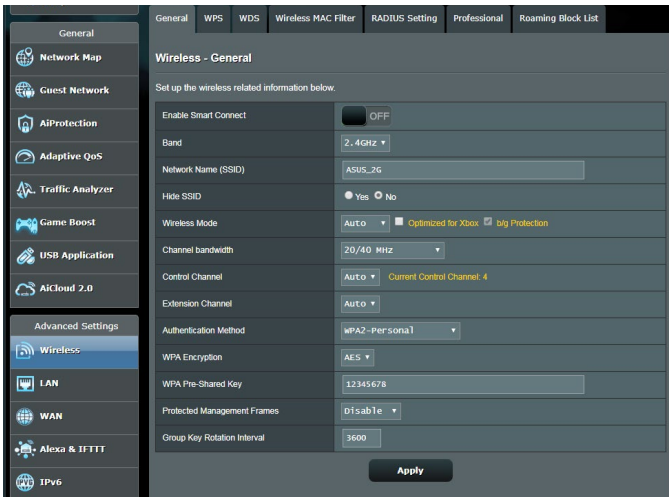 General
Network Map
Guest Network
AiProtection
Adaptive QoS
Traffic Analyzer
Game Boost
USB Application
AiCloud 2.0
Advanced Settings
Wireless
LAN
WAN
Alexa & IFTTT
IPv6
General WPS WDS Wireless MAC Filter RADIUS Setting Professional Roaming Block List
Wireless - General
Set up the wireless related information below.
Enable Smart Connect OFF
Band 2.4GHz
Network Name (SSID) ASUS_2G
Hide SSID Yes No
Wireless Mode Auto Optimized for Xbox b/g Protection
Channel bandwidth 20/40 MHz
Control Channel Auto Current Control Channel: 4
Extension Channel Auto
Authentication Method WPA2-Personal
WPA Encryption AES
WPA Pre-Shared Key 12345678
Protected Management Frames Disable
Group Key Rotation Interval 3600
Apply